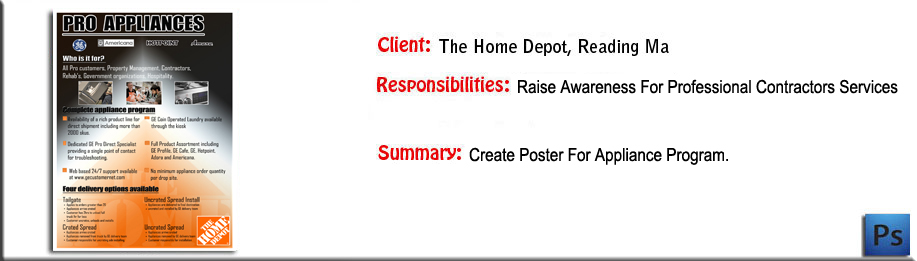 PRO APPLIANCES
GE Americana HOTPOINT Adora
Who is it for?
All Pro customers, Property Management, Contractors,
Rehab's, Government organizations, Hospitality.
Complete appliance program
Availability of a rich product line for
direct shipment including more than
2000 skus.
GE Coin Operated Laundry available
through the kiosk
Dedicated GE Pro Direct Specialist
providing a single point of contact
for troubleshooting.
Full Product Assortment including
GE Profile, GE Cafe, GE, Hotpoint,
Adora and Americana.
Web based 24/7 support available
at www.gecustomernet.com
No minimum appliance order quantity
per drop site.
Four delivery options available
Tailgate
Uncrated Spread Install
Crated Spread
Uncrated Spread
THE
HOME
DEPOT
Client: The Home Depot, Reading Ma
Responsibilities: Raise Awareness For Professional Contractors Services
Summary: Create Poster For Appliance Program.
Ps